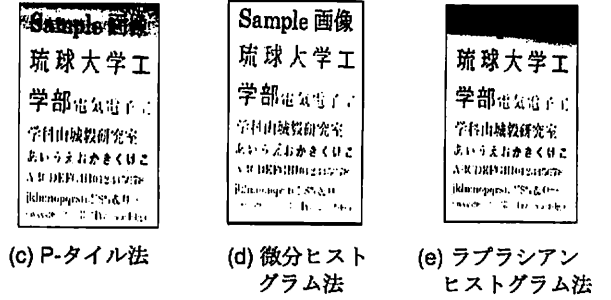 Sample 画像
琉球大学工
学部電気電子工
学科山城毅研究室
あいうえおかきくけこ
(c) P-タイル法
Sample 画像
琉球大学工
学部電気電子工
学科山城毅研究室
あいうえおかきくけこ
(d) 微分ヒスト
グラム法
琉球大学工
学部電気電子工
学科山城毅研究室
あいうえおかきくけこ
(e) ラプラシアン
ヒストグラム法